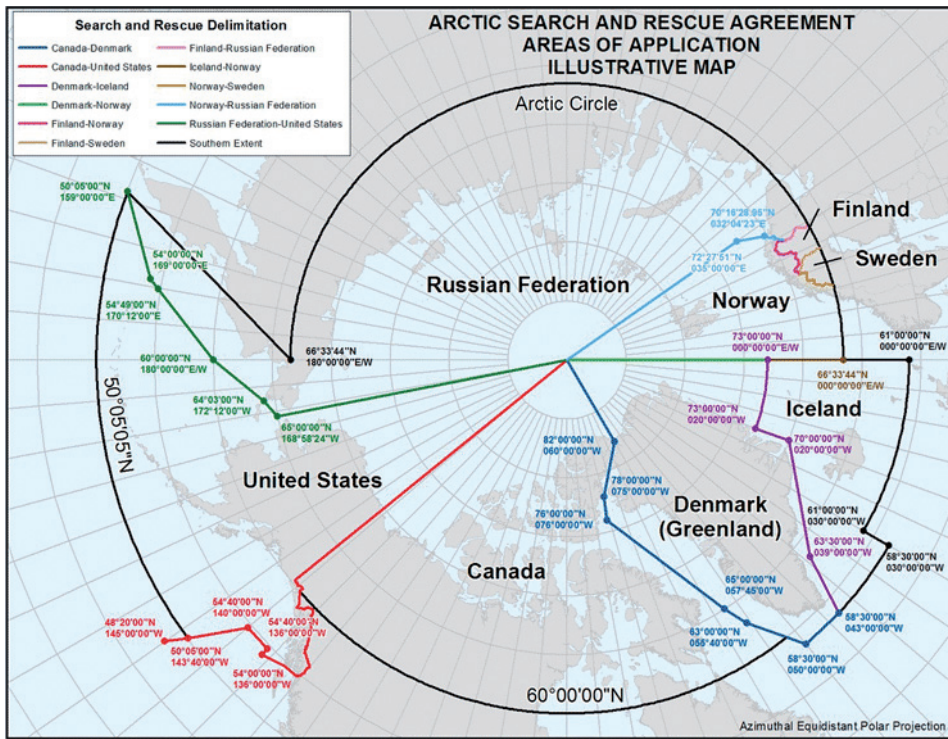 ARCTIC SEARCH AND RESCUE AGREEMENT
AREAS OF APPLICATION
ILLUSTRATIVE MAP
Search and Rescue Delimitation
Canada-Denmark
Canada-United States
Denmark-Iceland
Denmark-Norway
Finland-Norway
Finland-Sweden
Finland-Russian Federation
Iceland-Norway
Norway-Sweden
Norway-Russian Federation
Russian Federation-United States
Southern Extent
Arctic Circle
50°05'00"N
159°00'00"E
54°00'00"N
169°00'00"E
54°49'00"N
170°12'00"E
60°00'00"N
180°00'00"E/W
64°03'00"N
172°12'00"W
65°00'00"N
168°58'24"W
66°33'44"N
180°00'00"E/W
50°05'05"N
Russian Federation
70°16'28.95"N
032°04'23"E
72°27'51"N
035°00'00"E
Finland
Sweden
Norway
73°00'00"N
000°00'00"E/W
61°00'00"N
000°00'00"E/W
66°33'44"N
000°00'00"E/W
Iceland
73°00'00"N
020°00'00"W
70°00'00"N
020°00'00"W
82°00'00"N
060°00'00"W
78°00'00"N
075°00'00"W
76°00'00"N
076°00'00"W
United States
Denmark
(Greenland)
61°00'00"N
030°00'00"W
63°30'00"N
039°00'00"W
58°30'00"N
030°00'00"W
Canada
65°00'00"N
057°45'00"W
63°00'00"N
055°40'00"W
58°30'00"N
043°00'00"W
58°30'00"N
050°00'00"W
48°20'00"N
145°00'00"W
50°05'00"N
143°40'00"W
54°40'00"N
140°00'00"W
54°40'00"N
136°00'00"W
54°00'00"N
136°00'00"W
60°00'00"N
Azimuthal Equidistant Polar Projection